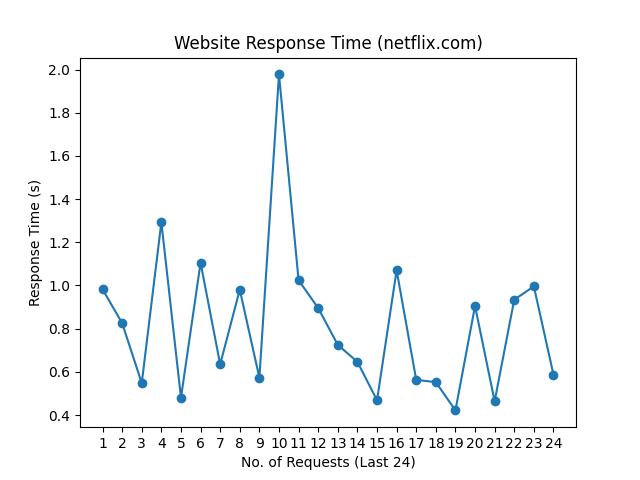 Website Response Time (netflix.com)
Response Time (s)
2.0
1.8
1.6
1.4
1.2
1.0
0.8
0.6
0.4
1 2 3 4 5 6 7 8 9 10 11 12 13 14 15 16 17 18 19 20 21 22 23 24
No. of Requests (Last 24)